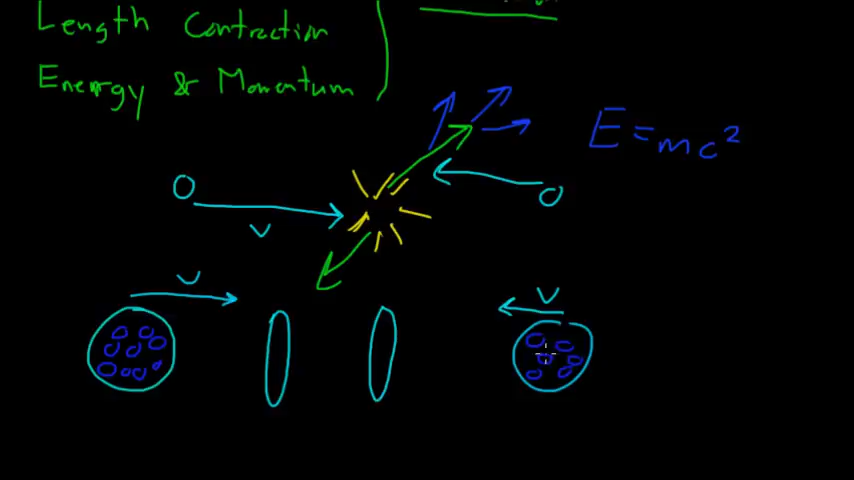 Length Contraction
Energy & Momentum
E=mc²
v
v
v